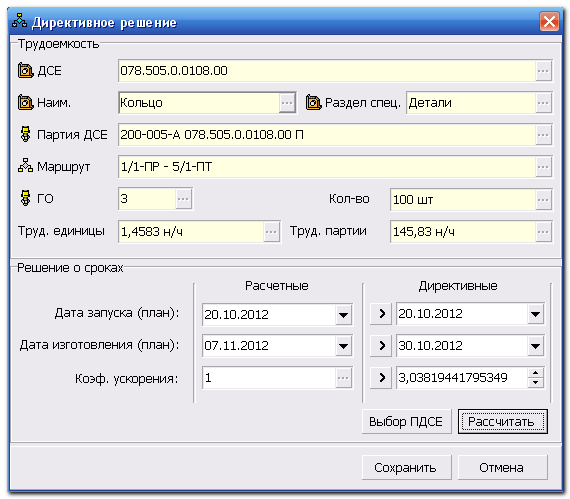 Директивное решение
Трудоемкость
ДСЕ 078.505.0.0108.00 ...
Наим. Кольцо ... Раздел спец. Детали ...
Партия ДСЕ 200-005-А 078.505.0.0108.00 П ...
Маршрут 1/1-ПР - 5/1-ПТ ...
ГО 3 ... Кол-во 100 шт ...
Труд. единицы 1,4583 н/ч ... Труд. партии 145,83 н/ч ...
Решение о сроках
Расчетные Директивные
Дата запуска (план): 20.10.2012 > 20.10.2012
Дата изготовления (план): 07.11.2012 > 30.10.2012
Коэф. ускорения: 1 ... > 3,03819441795349
Выбор ПДСЕ Рассчитать
Сохранить Отмена